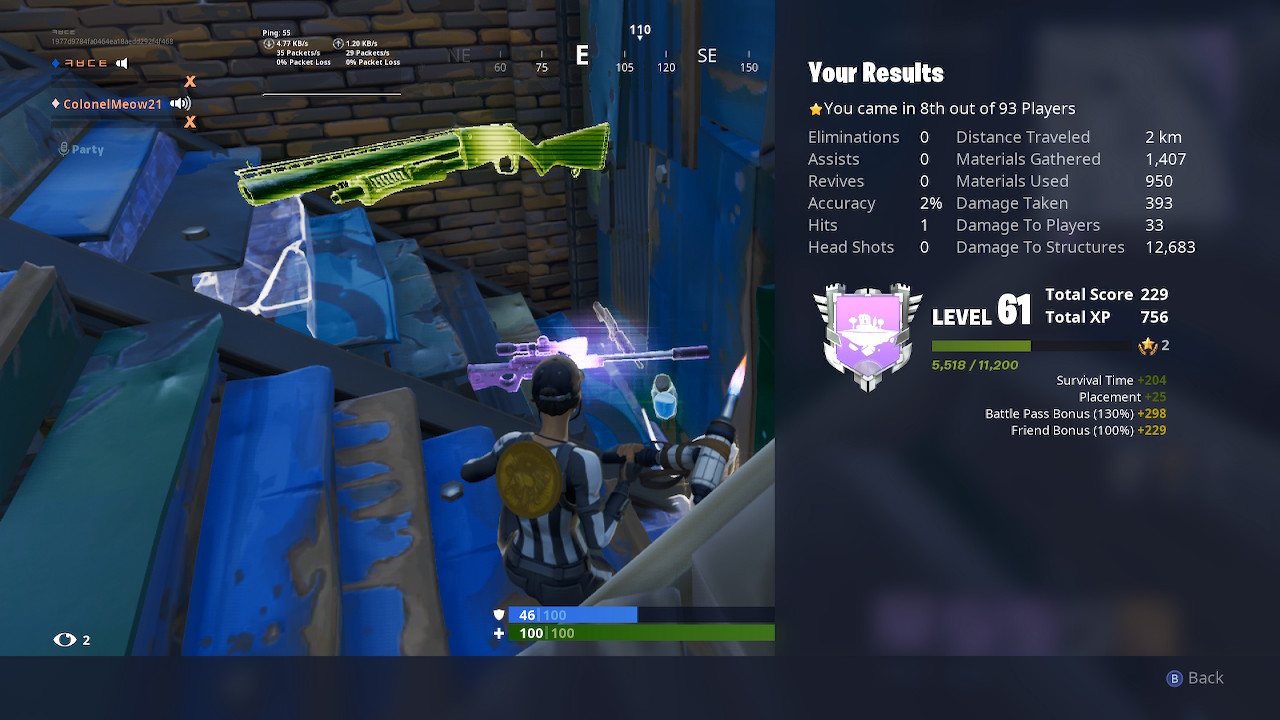 ㅋㅂㄷㅌ
Ping: 55
4.77 KB/s 1.20 KB/s
35 Packets/s 29 Packets/s
0% Packet Loss 0% Packet Loss
ColonelMeow21
X
X
Party
110
NE 60 75 E 105 120 SE 150
46 100
100 100
2
Your Results
You came in 8th out of 93 Players
Eliminations 0 Distance Traveled 2 km
Assists 0 Materials Gathered 1,407
Revives 0 Materials Used 950
Accuracy 2% Damage Taken 393
Hits 1 Damage To Players 33
Head Shots 0 Damage To Structures 12,683
LEVEL 61
Total Score 229
Total XP 756
2
5,518 / 11,200
Survival Time +204
Placement +25
Battle Pass Bonus (130%) +298
Friend Bonus (100%) +229
B Back